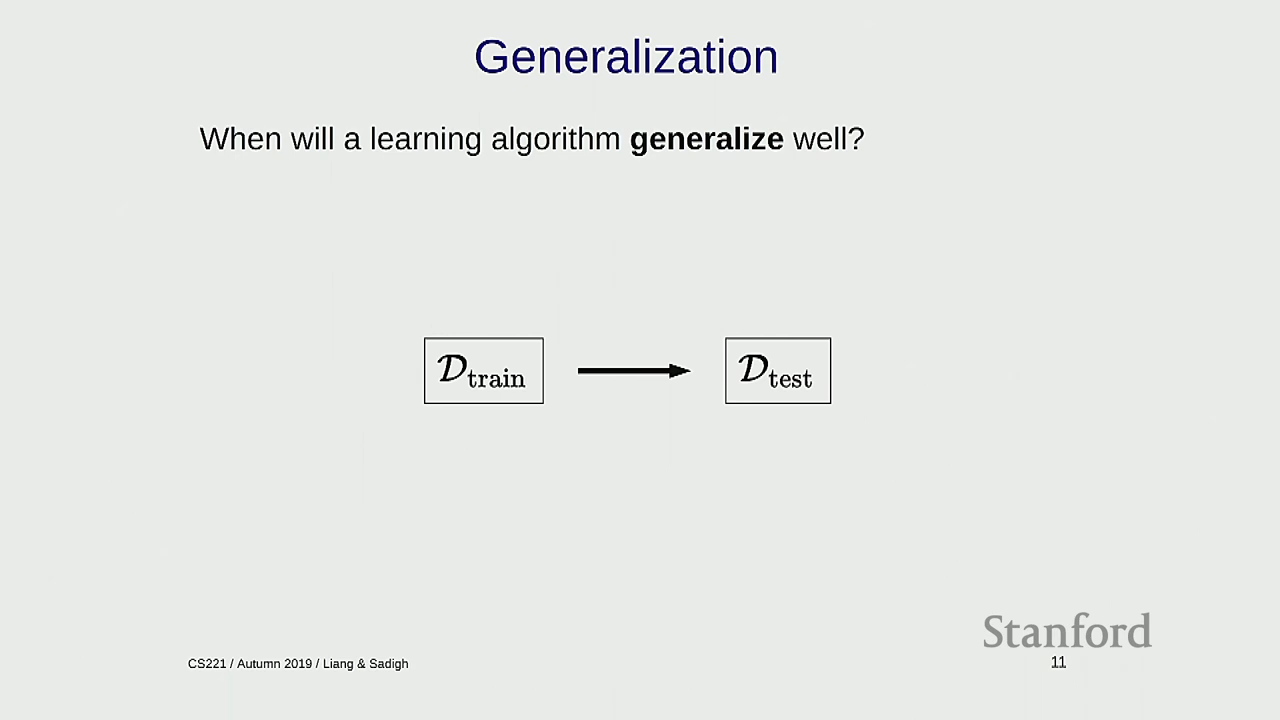 Generalization
When will a learning algorithm generalize well?
𝒟train
𝒟test
Stanford
CS221 / Autumn 2019 / Liang & Sadigh
11